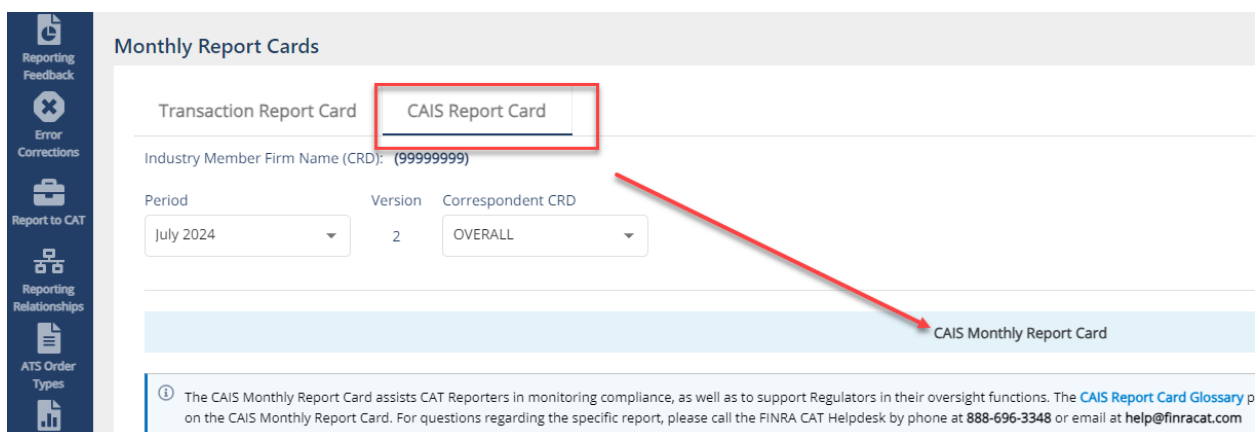 Reporting
Feedback
Error
Corrections
Report to CAT
Reporting
Relationships
ATS Order
Types
Monthly Report Cards
Transaction Report Card
CAIS Report Card
Industry Member Firm Name (CRD): (99999999)
Period
Version
Correspondent CRD
July 2024
2
OVERALL
CAIS Monthly Report Card
The CAIS Monthly Report Card assists CAT Reporters in monitoring compliance, as well as to support Regulators in their oversight functions. The CAIS Report Card Glossary p
on the CAIS Monthly Report Card. For questions regarding the specific report, please call the FINRA CAT Helpdesk by phone at 888-696-3348 or email at help@finracat.com